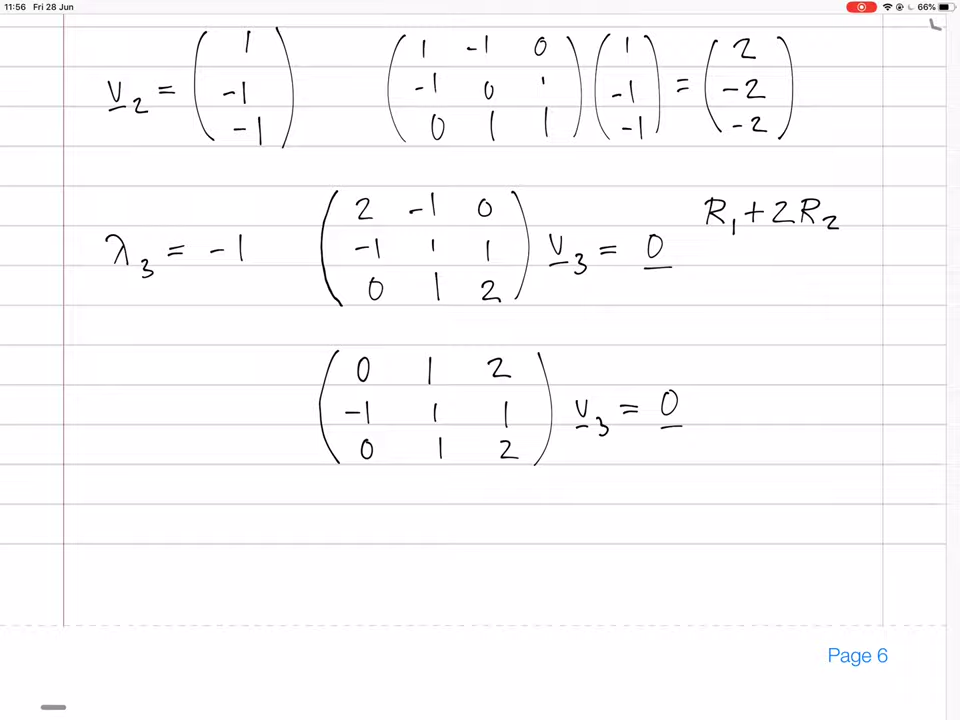 11:56 Fri 28 Jun 66%
v₂ = ( 1 ; -1 ; -1 ) ( 1 -1 0 ; -1 0 1 ; 0 1 1 ) ( 1 ; -1 ; -1 ) = ( 2 ; -2 ; -2 )
λ₃ = -1 ( 2 -1 0 ; -1 1 1 ; 0 1 2 ) v₃ = 0 R₁ + 2R₂
( 0 1 2 ; -1 1 1 ; 0 1 2 ) v₃ = 0
Page 6